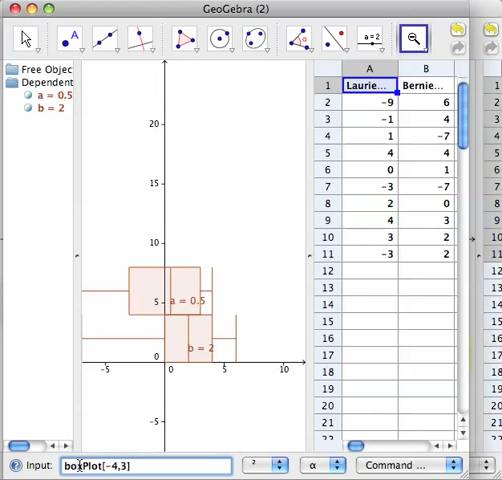 GeoGebra (2)
A
a = 2
Free Objec
Dependent
a = 0.5
b = 2
20
15
10
5
0
-5
a = 0.5
b = 2
-5
0
5
10
A B
1 Laurie... Bernie...
2 -9 6
3 -1 4
4 1 -7
5 4 4
6 0 1
7 -3 -7
8 2 0
9 4 3
10 3 2
11 -3 2
12
13
14
15
16
17
18
19
20
21
22
Input: boxPlot[-4,3] 2 α Command ...